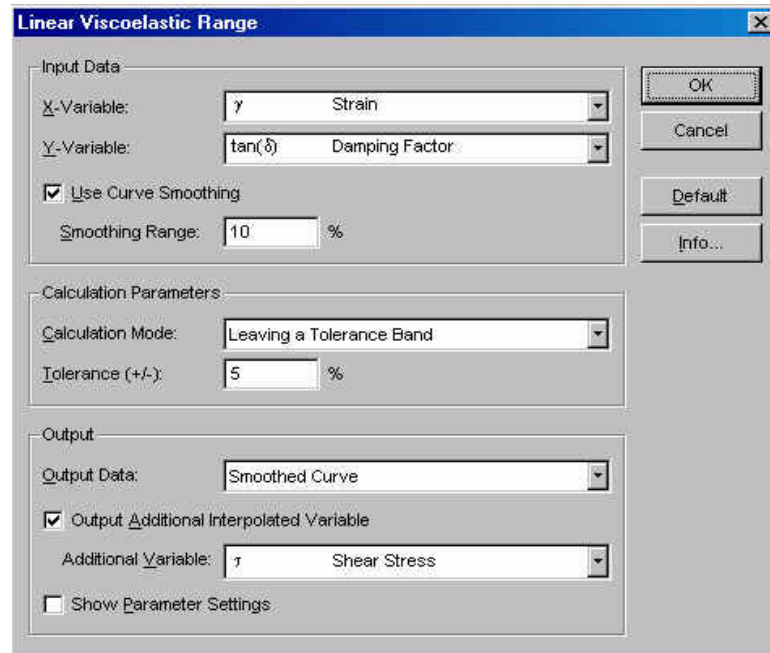 Linear Viscoelastic Range
Input Data
X-Variable: γ Strain
Y-Variable: tan(δ) Damping Factor
Use Curve Smoothing
Smoothing Range: 10 %
Calculation Parameters
Calculation Mode: Leaving a Tolerance Band
Tolerance (+/-): 5 %
Output
Output Data: Smoothed Curve
Output Additional Interpolated Variable
Additional Variable: τ Shear Stress
Show Parameter Settings
OK
Cancel
Default
Info...